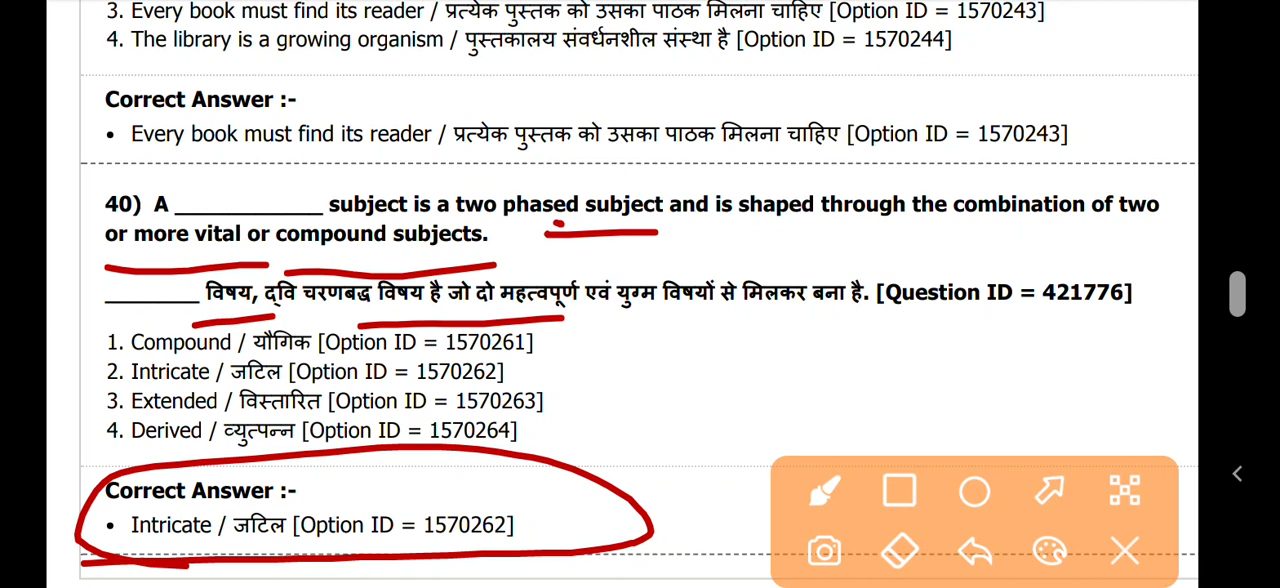 3. Every book must find its reader / प्रत्येक पुस्तक को उसका पाठक मिलना चाहिए [Option ID = 1570243]
4. The library is a growing organism / पुस्तकालय संवर्धनशील संस्था है [Option ID = 1570244]
Correct Answer :-
• Every book must find its reader / प्रत्येक पुस्तक को उसका पाठक मिलना चाहिए [Option ID = 1570243]
40) A ____________ subject is a two phased subject and is shaped through the combination of two
or more vital or compound subjects.
________ विषय, द्वि चरणबद्ध विषय है जो दो महत्वपूर्ण एवं युग्म विषयों से मिलकर बना है. [Question ID = 421776]
1. Compound / यौगिक [Option ID = 1570261]
2. Intricate / जटिल [Option ID = 1570262]
3. Extended / विस्तारित [Option ID = 1570263]
4. Derived / व्युत्पन्न [Option ID = 1570264]
Correct Answer :-
• Intricate / जटिल [Option ID = 1570262]